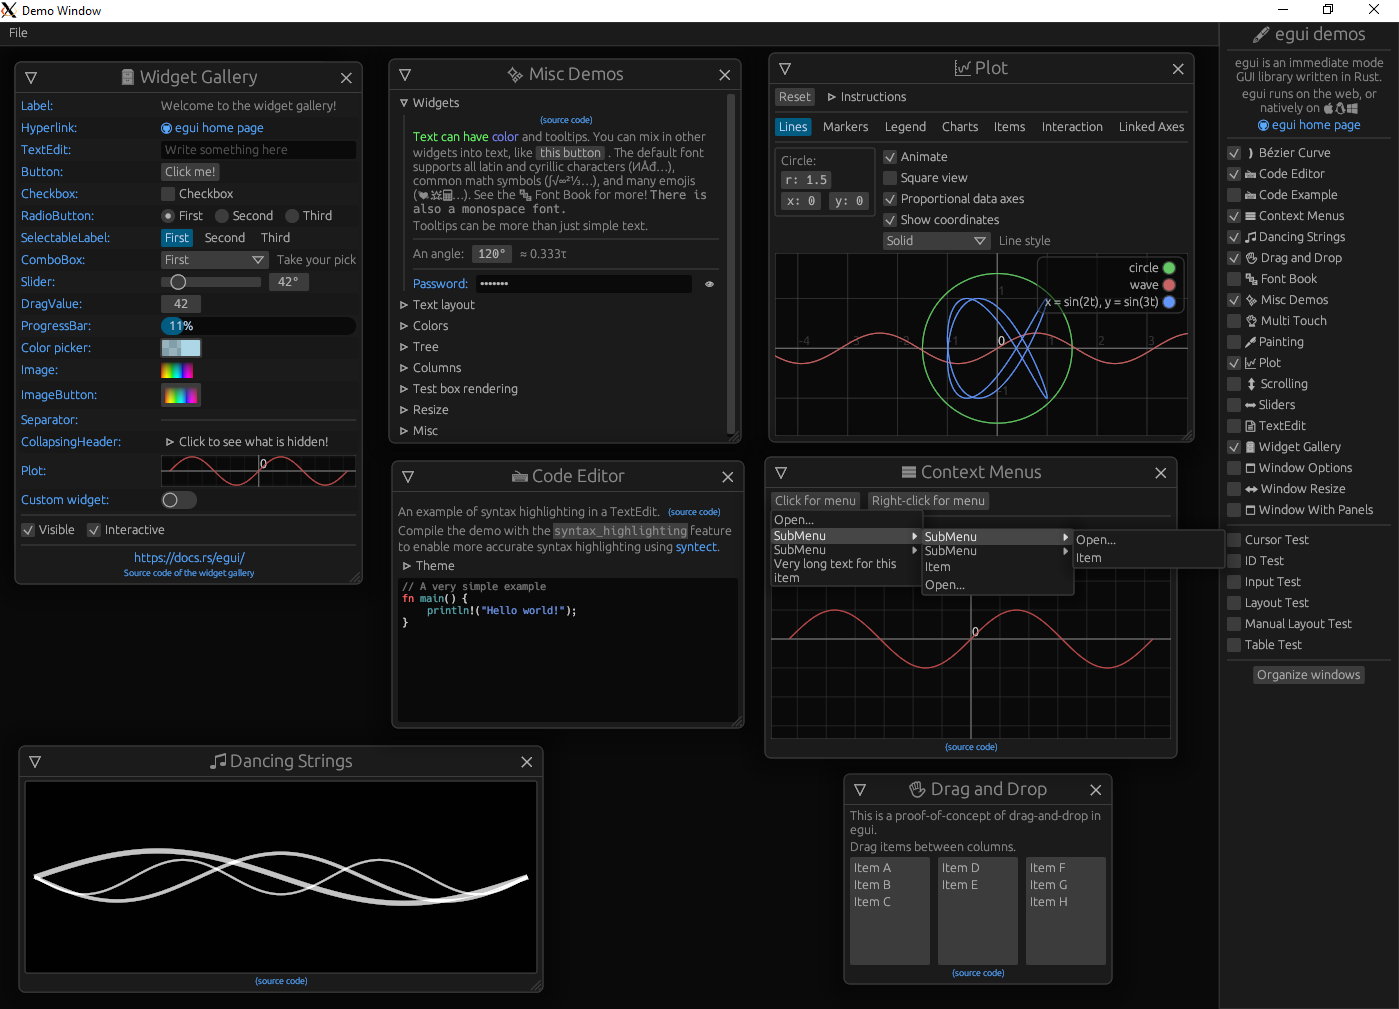 Demo Window
File
Widget Gallery
Label: Welcome to the widget gallery!
Hyperlink: egui home page
TextEdit: Write something here
Button: Click me!
Checkbox: Checkbox
RadioButton: First Second Third
SelectableLabel: First Second Third
ComboBox: First Take your pick
Slider: 42°
DragValue: 42
ProgressBar: 11%
Color picker:
Image:
ImageButton:
Separator:
CollapsingHeader: Click to see what is hidden!
Plot: 0
Custom widget:
Visible Interactive
https://docs.rs/egui/
Source code of the widget gallery
Misc Demos
Widgets
(source code)
Text can have color and tooltips. You can mix in other
widgets into text, like this button . The default font
supports all latin and cyrillic characters (ИÅđ…),
common math symbols (∫√∞²⅓…), and many emojis
(…). See the Font Book for more! There is
also a monospace font.
Tooltips can be more than just simple text.
An angle: 120° ≈ 0.333τ
Password: •••••••
Text layout
Colors
Tree
Columns
Test box rendering
Resize
Misc
Plot
Reset Instructions
Lines Markers Legend Charts Items Interaction Linked Axes
Circle:
r: 1.5
x: 0 y: 0
Animate
Square view
Proportional data axes
Show coordinates
Solid Line style
circle
wave
x = sin(2t), y = sin(3t)
1
-4 0 2 3
Code Editor
An example of syntax highlighting in a TextEdit. (source code)
Compile the demo with the syntax_highlighting feature
to enable more accurate syntax highlighting using syntect.
Theme
// A very simple example
fn main() {
println!("Hello world!");
}
Context Menus
Click for menu Right-click for menu
Open...
SubMenu
SubMenu
Very long text for this
item
SubMenu
SubMenu
Item
Open...
Open...
Item
0
(source code)
Dancing Strings
(source code)
Drag and Drop
This is a proof-of-concept of drag-and-drop in
egui.
Drag items between columns.
Item A
Item B
Item C
Item D
Item E
Item F
Item G
Item H
(source code)
egui demos
egui is an immediate mode
GUI library written in Rust.
egui runs on the web, or
natively on
egui home page
Bézier Curve
Code Editor
Code Example
Context Menus
Dancing Strings
Drag and Drop
Font Book
Misc Demos
Multi Touch
Painting
Plot
Scrolling
Sliders
TextEdit
Widget Gallery
Window Options
Window Resize
Window With Panels
Cursor Test
ID Test
Input Test
Layout Test
Manual Layout Test
Table Test
Organize windows